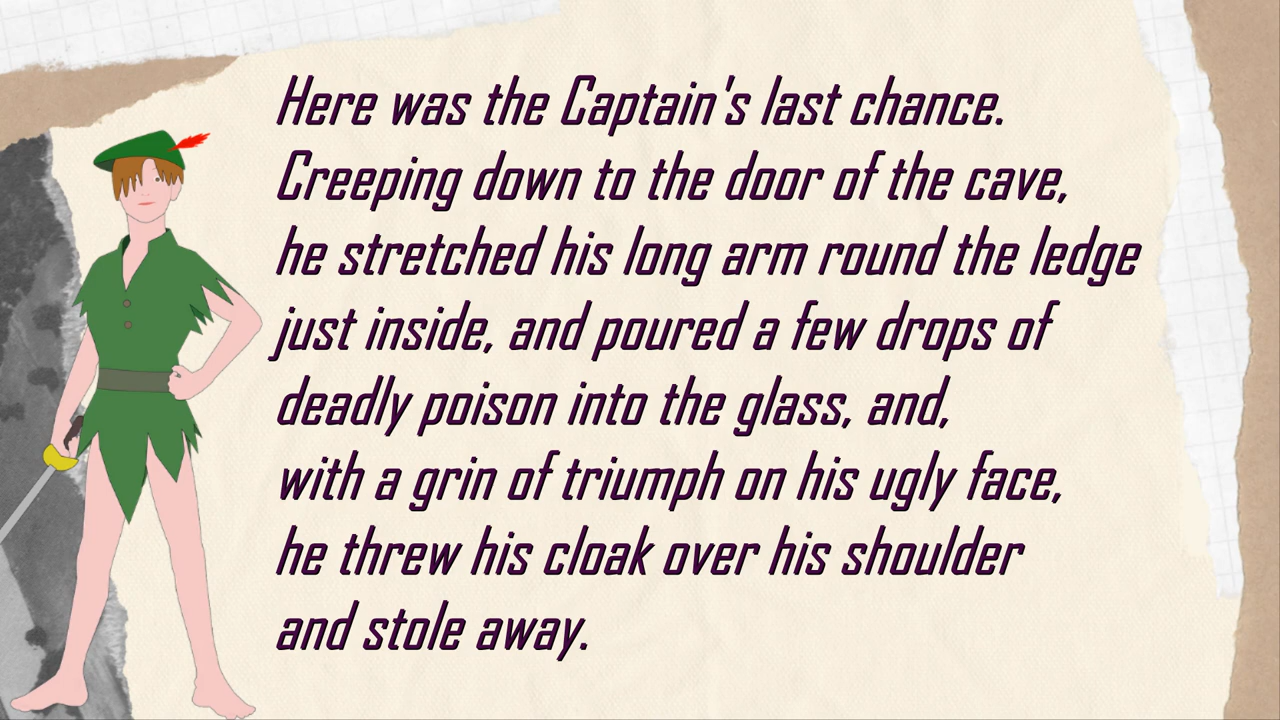 Here was the Captain's last chance.
Creeping down to the door of the cave,
he stretched his long arm round the ledge
just inside, and poured a few drops of
deadly poison into the glass, and,
with a grin of triumph on his ugly face,
he threw his cloak over his shoulder
and stole away.